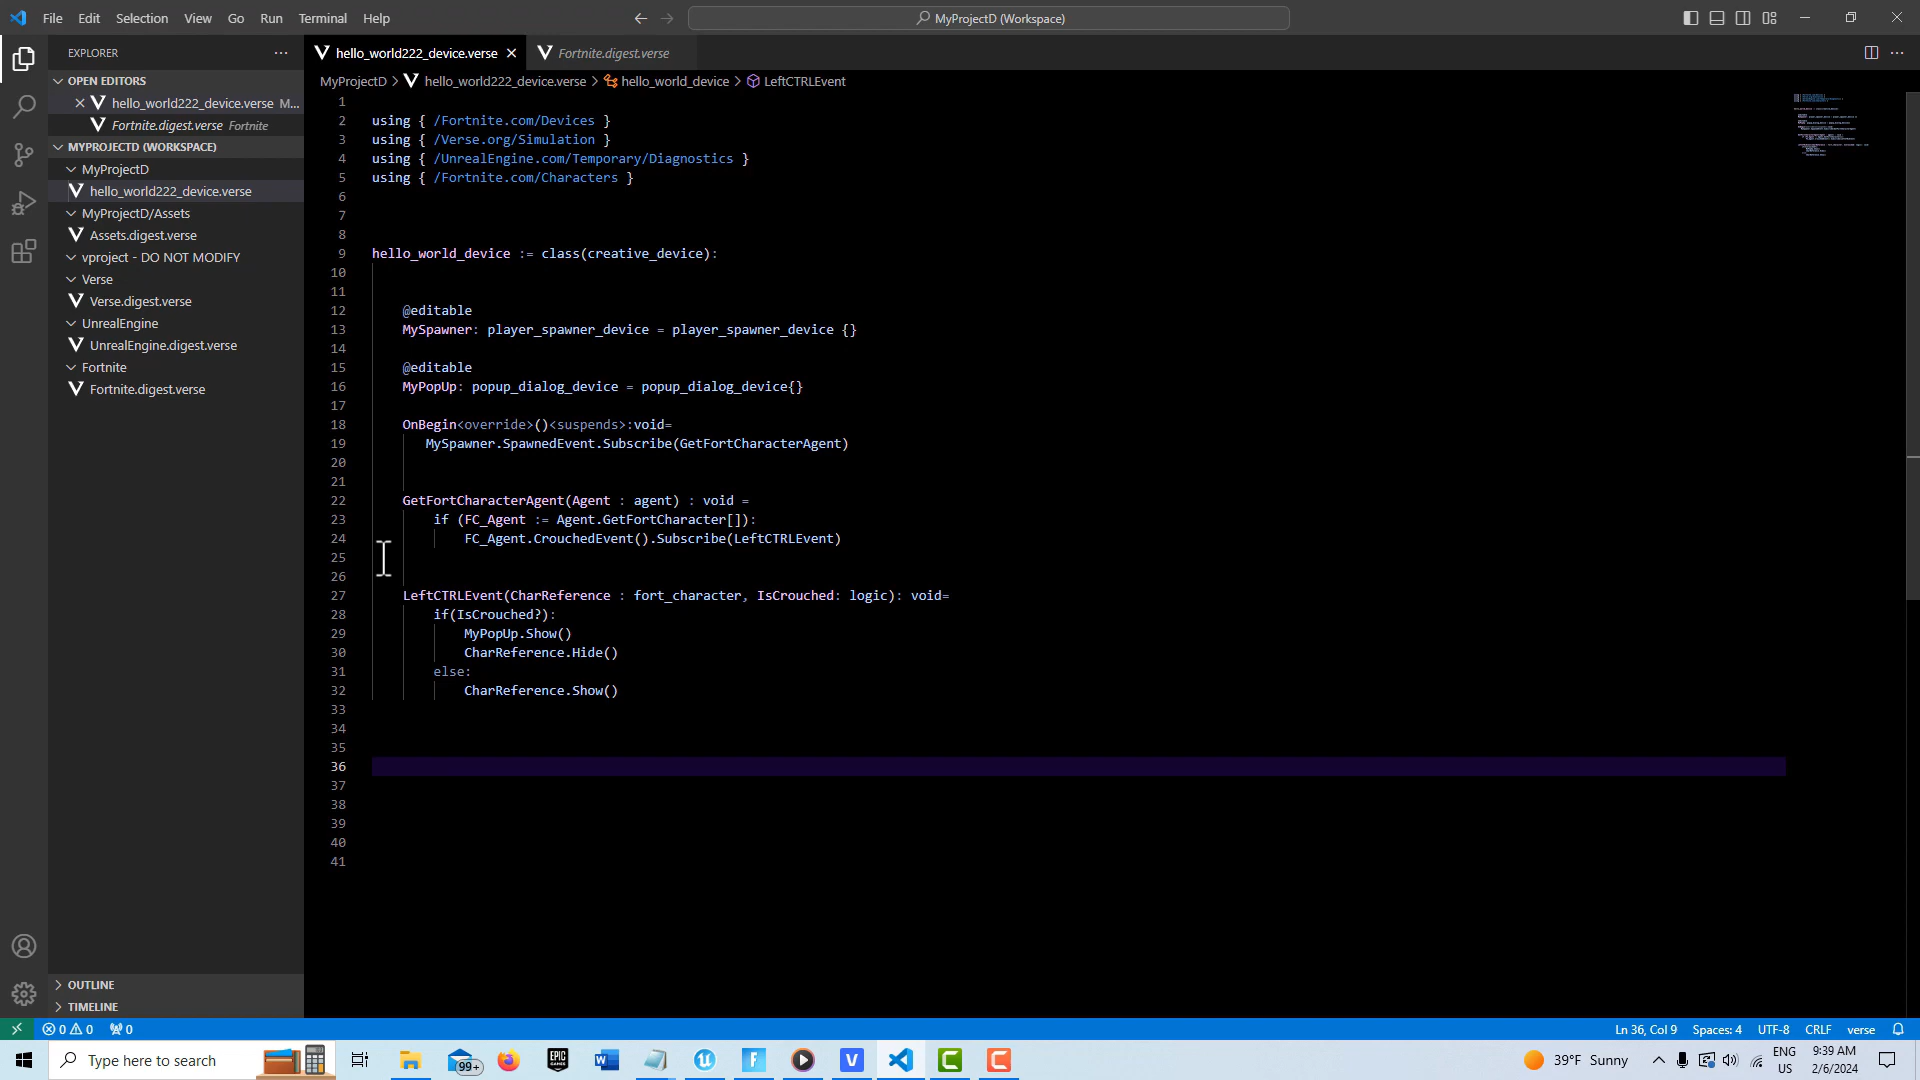 File Edit Selection View Go Run Terminal Help
MyProjectD (Workspace)
EXPLORER
hello_world222_device.verse
Fortnite.digest.verse
OPEN EDITORS
hello_world222_device.verse M...
Fortnite.digest.verse Fortnite
MYPROJECTD (WORKSPACE)
MyProjectD
hello_world222_device.verse
MyProjectD/Assets
Assets.digest.verse
vproject - DO NOT MODIFY
Verse
Verse.digest.verse
UnrealEngine
UnrealEngine.digest.verse
Fortnite
Fortnite.digest.verse
OUTLINE
TIMELINE
MyProjectD > hello_world222_device.verse > hello_world_device > LeftCTRLEvent
1
2 using { /Fortnite.com/Devices }
3 using { /Verse.org/Simulation }
4 using { /UnrealEngine.com/Temporary/Diagnostics }
5 using { /Fortnite.com/Characters }
6
7
8
9 hello_world_device := class(creative_device):
10
11
12 @editable
13 MySpawner: player_spawner_device = player_spawner_device {}
14
15 @editable
16 MyPopUp: popup_dialog_device = popup_dialog_device{}
17
18 OnBegin<override>()<suspends>:void=
19 MySpawner.SpawnedEvent.Subscribe(GetFortCharacterAgent)
20
21
22 GetFortCharacterAgent(Agent : agent) : void =
23 if (FC_Agent := Agent.GetFortCharacter[]):
24 FC_Agent.CrouchedEvent().Subscribe(LeftCTRLEvent)
25
26
27 LeftCTRLEvent(CharReference : fort_character, IsCrouched: logic): void=
28 if(IsCrouched?):
29 MyPopUp.Show()
30 CharReference.Hide()
31 else:
32 CharReference.Show()
33
34
35
36
37
38
39
40
41
0 0 0
Ln 36, Col 9 Spaces: 4 UTF-8 CRLF verse
Type here to search
99+
EPIC GAMES
39°F Sunny
ENG
US
9:39 AM
2/6/2024